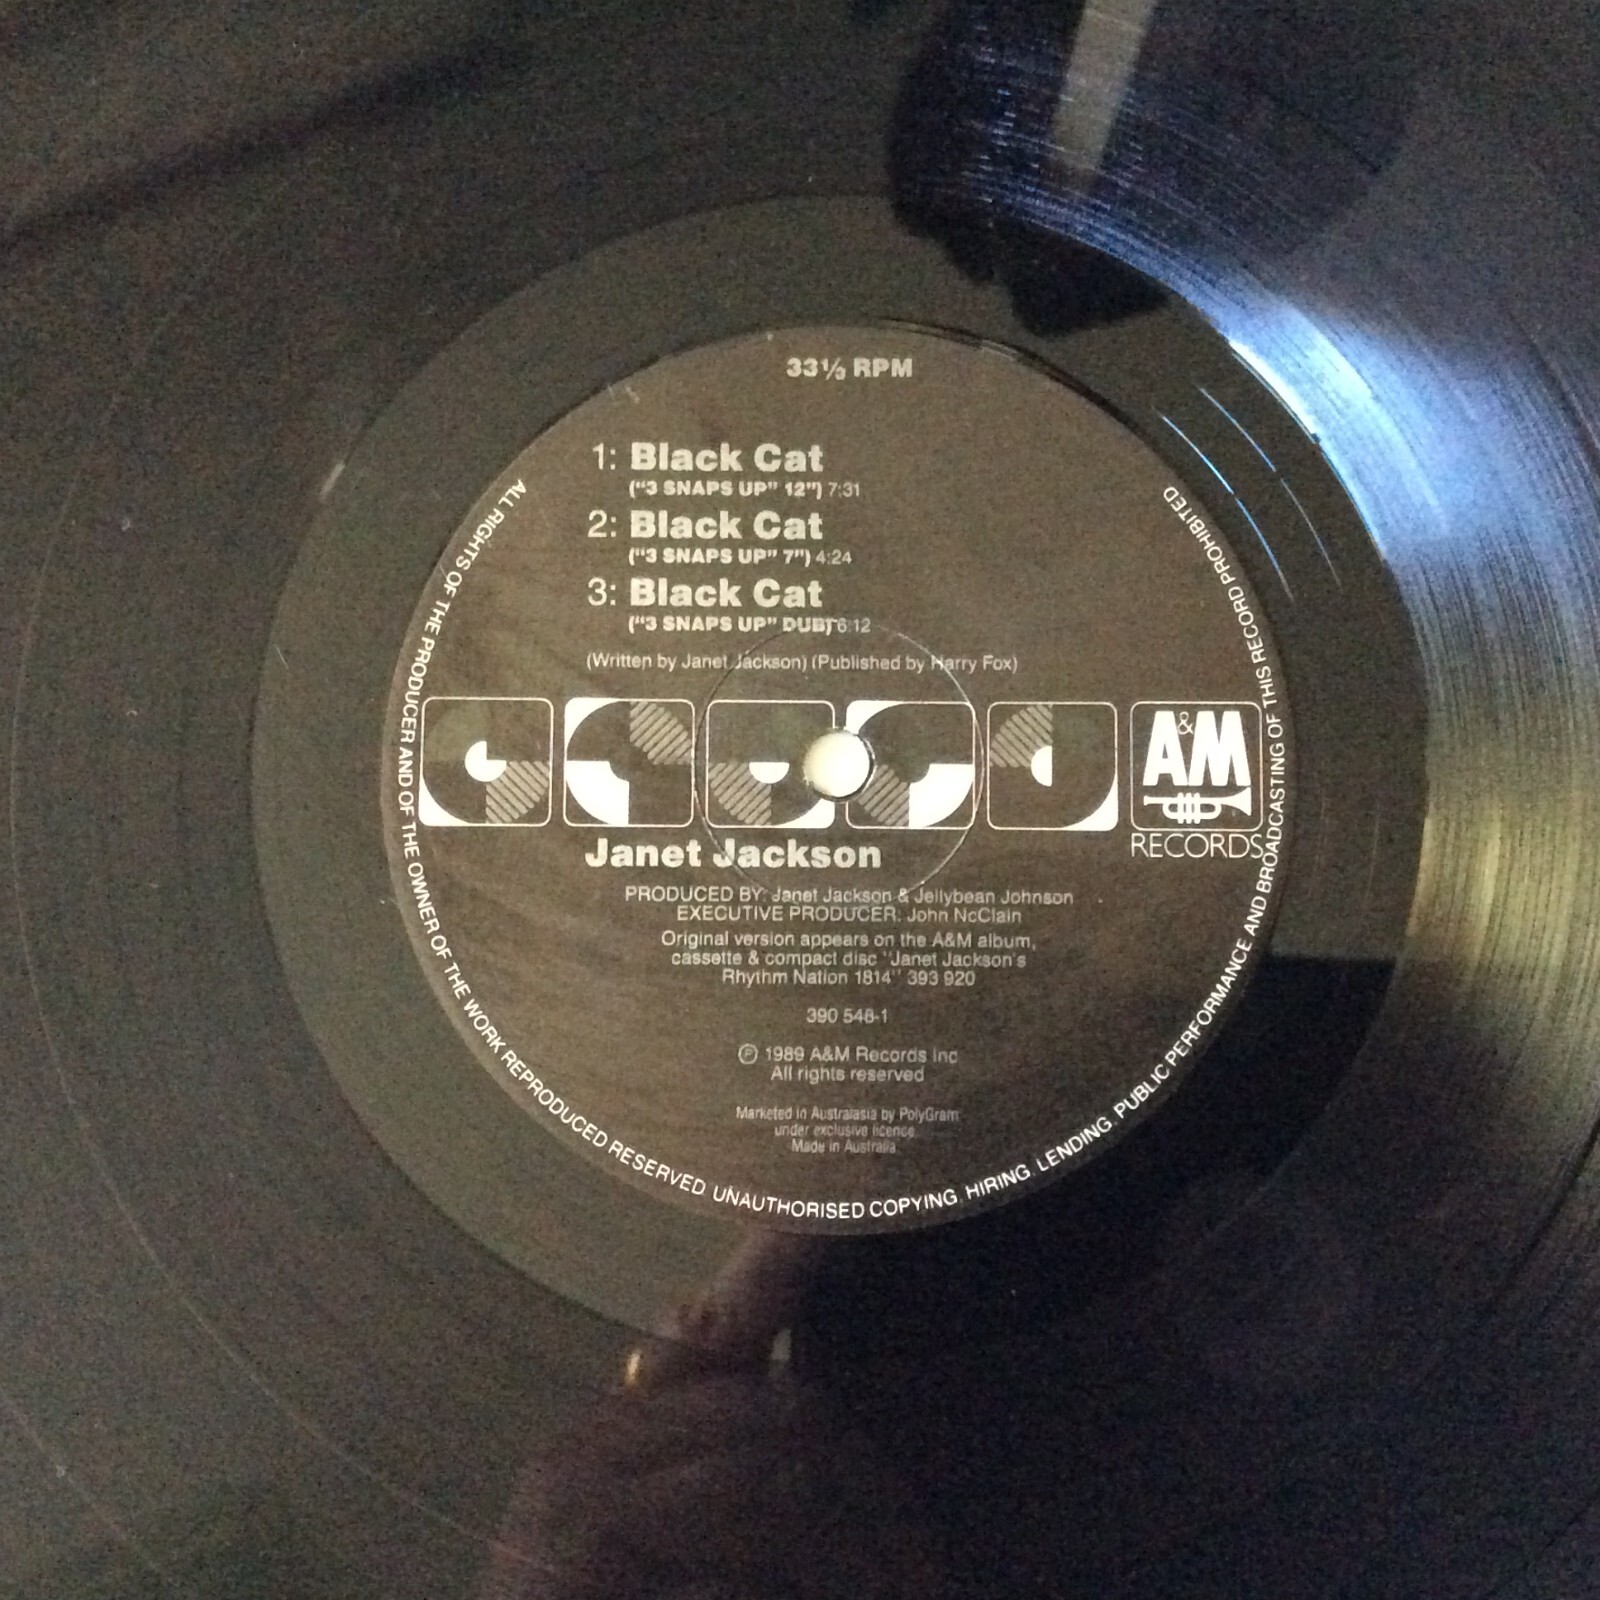 33⅓ RPM
1: Black Cat
("3 SNAPS UP" 12") 7:31
2: Black Cat
("3 SNAPS UP" 7") 4:24
3: Black Cat
("3 SNAPS UP" DUB) 6:12
(Written by Janet Jackson) (Published by Harry Fox)
A&M
RECORDS
Janet Jackson
PRODUCED BY: Janet Jackson & Jellybean Johnson
EXECUTIVE PRODUCER: John NcClain
Original version appears on the A&M album,
cassette & compact disc "Janet Jackson's
Rhythm Nation 1814" 393 920
390 548-1
℗ 1989 A&M Records Inc
All rights reserved
Marketed in Australasia by PolyGram
under exclusive licence
Made in Australia
ALL RIGHTS OF THE PRODUCER AND OF THE OWNER OF THE WORK REPRODUCED RESERVED. UNAUTHORISED COPYING. HIRING. LENDING. PUBLIC PERFORMANCE AND BROADCASTING OF THIS RECORD PROHIBITED